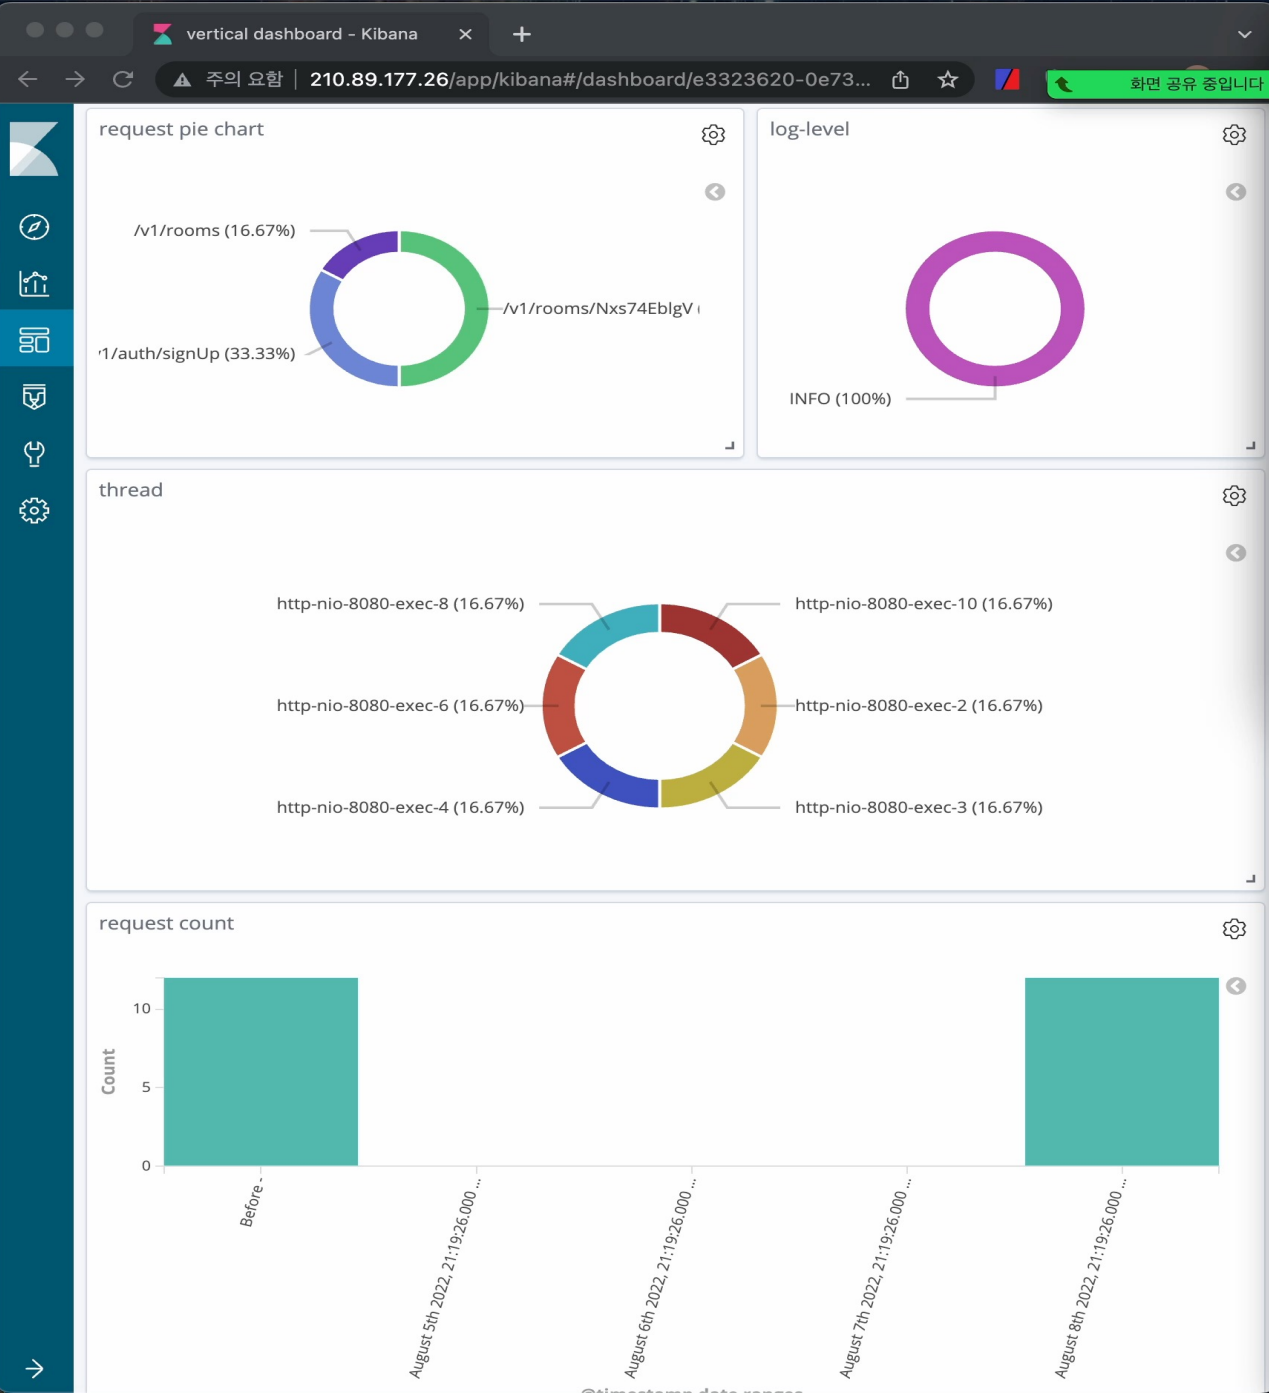 vertical dashboard - Kibana
주의 요함
210.89.177.26/app/kibana#/dashboard/e3323620-0e73...
화면 공유 중입니다
request pie chart
/v1/rooms (16.67%)
/v1/rooms/Nxs74EblgV (
v1/auth/signUp (33.33%)
log-level
INFO (100%)
thread
http-nio-8080-exec-8 (16.67%)
http-nio-8080-exec-10 (16.67%)
http-nio-8080-exec-6 (16.67%)
http-nio-8080-exec-2 (16.67%)
http-nio-8080-exec-4 (16.67%)
http-nio-8080-exec-3 (16.67%)
request count
Count
10
5
0
Before -
August 5th 2022, 21:19:26.000 ...
August 6th 2022, 21:19:26.000 ...
August 7th 2022, 21:19:26.000 ...
August 8th 2022, 21:19:26.000 ...
@timestamp date ranges